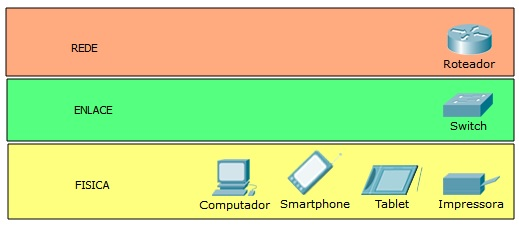 REDE
Roteador
ENLACE
Switch
FISICA
Computador Smartphone Tablet Impressora